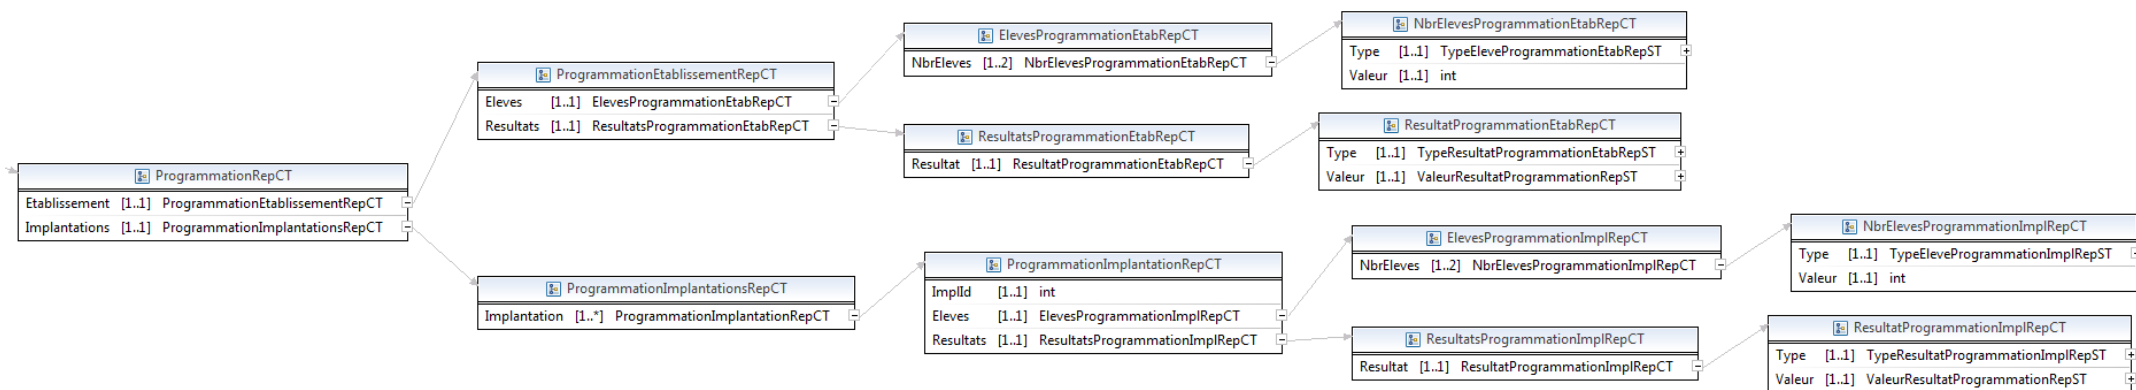 ProgrammationRepCT
Etablissement [1..1] ProgrammationEtablissementRepCT
Implantations [1..1] ProgrammationImplantationsRepCT
ProgrammationEtablissementRepCT
Eleves [1..1] ElevesProgrammationEtabRepCT
Resultats [1..1] ResultatsProgrammationEtabRepCT
ElevesProgrammationEtabRepCT
NbrEleves [1..2] NbrElevesProgrammationEtabRepCT
NbrElevesProgrammationEtabRepCT
Type [1..1] TypeEleveProgrammationEtabRepST
Valeur [1..1] int
ResultatsProgrammationEtabRepCT
Resultat [1..1] ResultatProgrammationEtabRepCT
ResultatProgrammationEtabRepCT
Type [1..1] TypeResultatProgrammationEtabRepST
Valeur [1..1] ValeurResultatProgrammationRepST
ProgrammationImplantationsRepCT
Implantation [1..*] ProgrammationImplantationRepCT
ProgrammationImplantationRepCT
ImplId [1..1] int
Eleves [1..1] ElevesProgrammationImplRepCT
Resultats [1..1] ResultatsProgrammationImplRepCT
ElevesProgrammationImplRepCT
NbrEleves [1..2] NbrElevesProgrammationImplRepCT
NbrElevesProgrammationImplRepCT
Type [1..1] TypeEleveProgrammationImplRepST
Valeur [1..1] int
ResultatsProgrammationImplRepCT
Resultat [1..1] ResultatProgrammationImplRepCT
ResultatProgrammationImplRepCT
Type [1..1] TypeResultatProgrammationImplRepST
Valeur [1..1] ValeurResultatProgrammationRepST